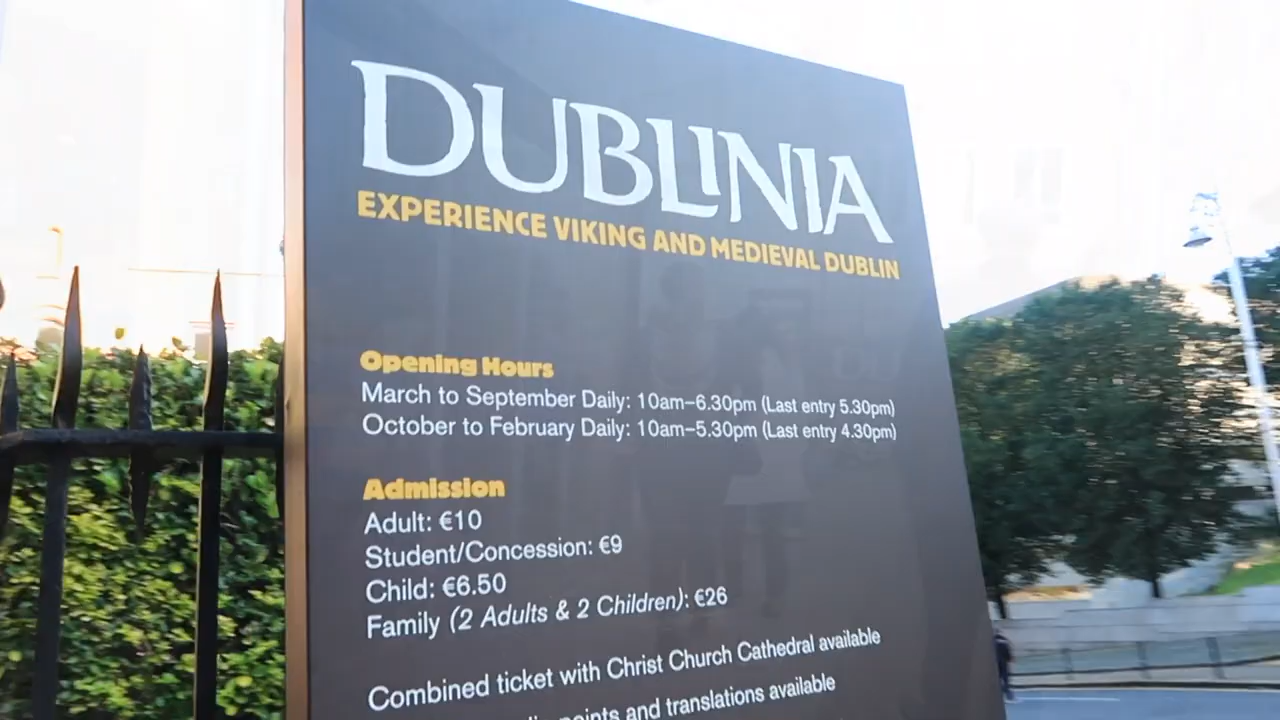 DUBLINIA
EXPERIENCE VIKING AND MEDIEVAL DUBLIN
Opening Hours
March to September Daily: 10am–6.30pm (Last entry 5.30pm)
October to February Daily: 10am–5.30pm (Last entry 4.30pm)
Admission
Adult: €10
Student/Concession: €9
Child: €6.50
Family (2 Adults & 2 Children): €26
Combined ticket with Christ Church Cathedral available
points and translations available